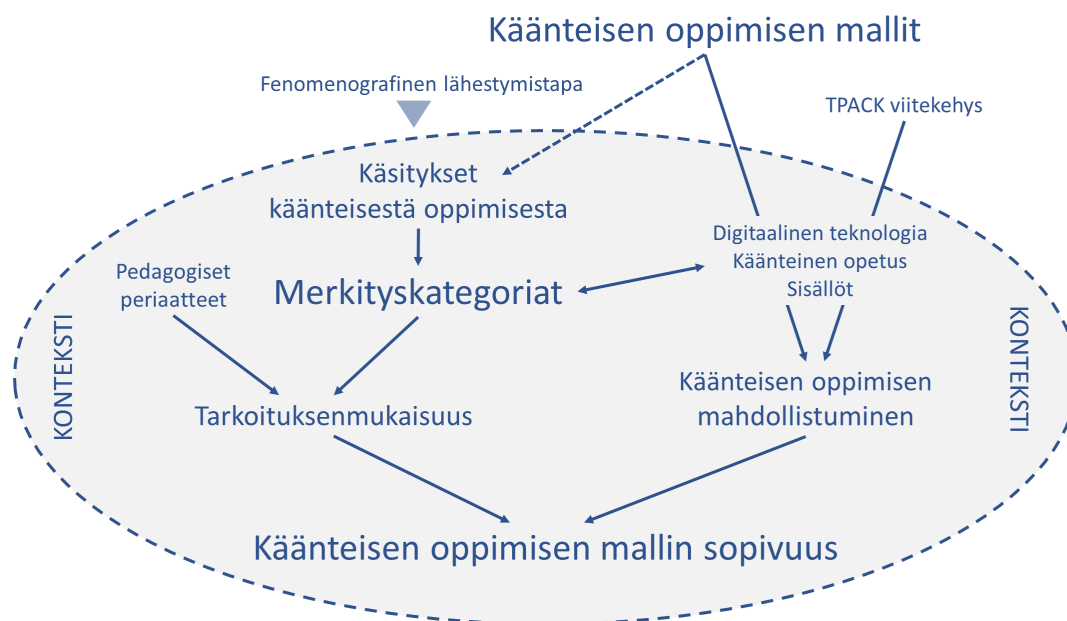 Käänteisen oppimisen mallit
Fenomenografinen lähestymistapa
TPACK viitekehys
Käsitykset
käänteisestä oppimisesta
Digitaalinen teknologia
Käänteinen opetus
Sisällöt
Pedagogiset
periaatteet
Merkityskategoriat
KONTEKSTI
KONTEKSTI
Käänteisen oppimisen
mahdollistuminen
Tarkoituksenmukaisuus
Käänteisen oppimisen mallin sopivuus